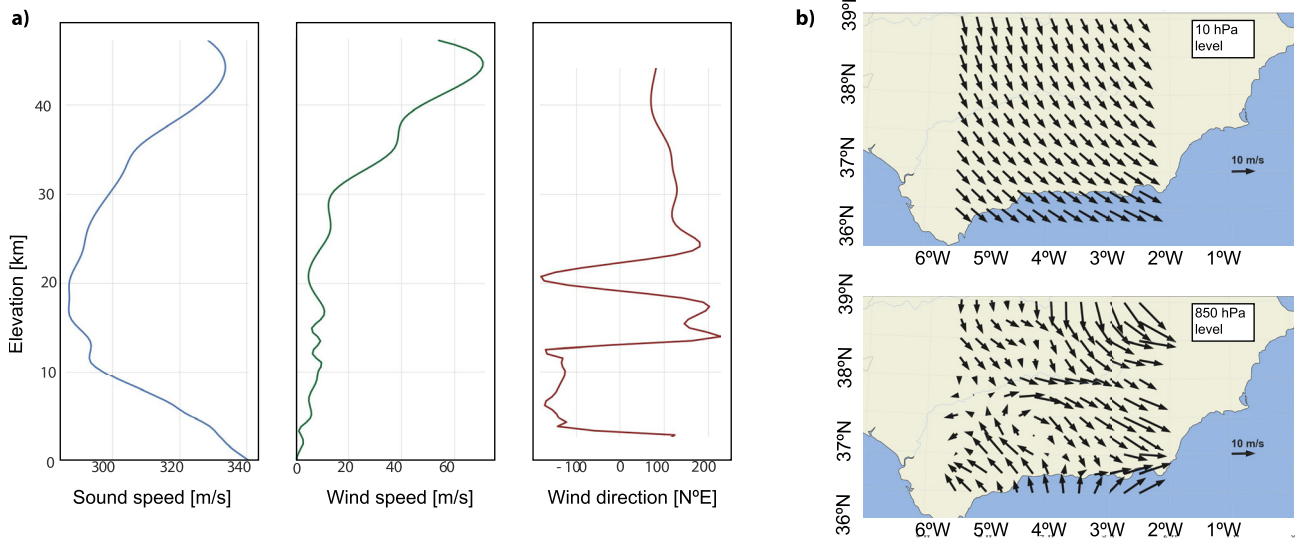 a)
Elevation [km]
40
30
20
10
0
300 320 340
Sound speed [m/s]
0 20 40 60
Wind speed [m/s]
- 100 0 100 200
Wind direction [NºE]
b)
39ºN
38ºN
37ºN
36ºN
10 hPa
level
10 m/s
6ºW 5ºW 4ºW 3ºW 2ºW 1ºW
39ºN
38ºN
37ºN
36ºN
850 hPa
level
10 m/s
6ºW 5ºW 4ºW 3ºW 2ºW 1ºW